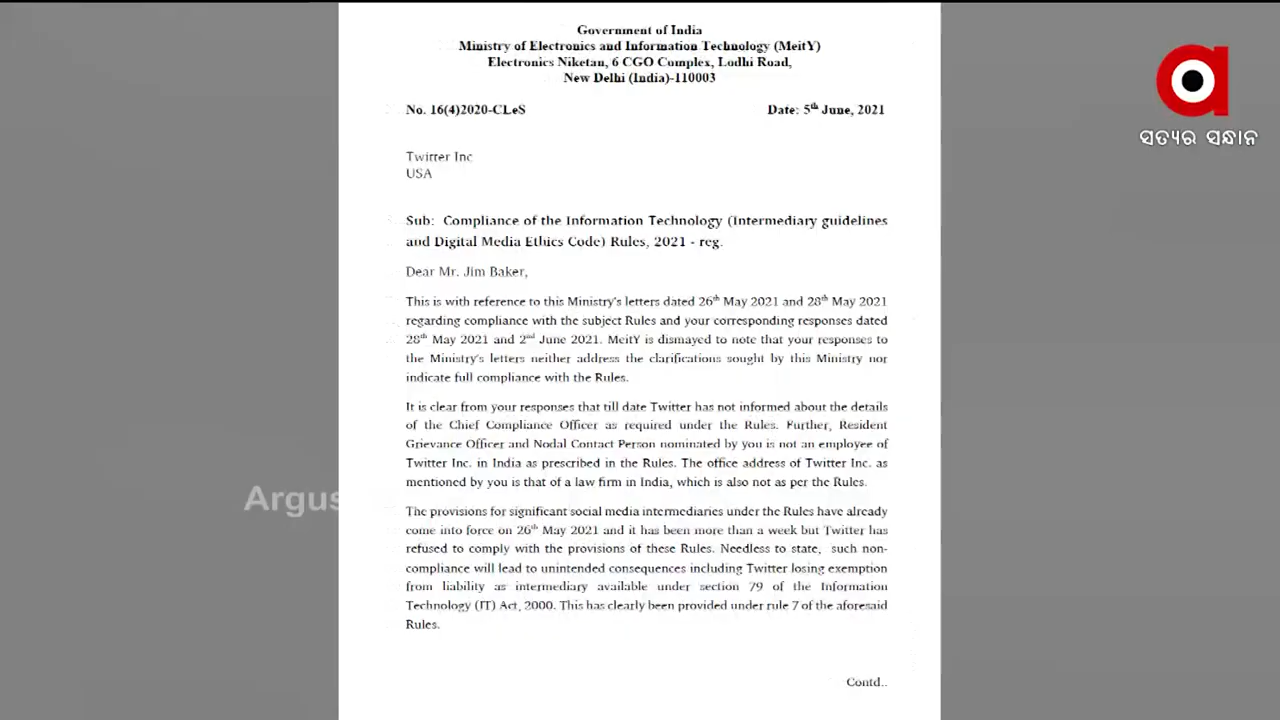 Government of India
Ministry of Electronics and Information Technology (MeitY)
Electronics Niketan, 6 CGO Complex, Lodhi Road,
New Delhi (India)-110003
No. 16(4)2020-CLeS Date: 5th June, 2021
ସତ୍ୟର ସନ୍ଧାନ
Twitter Inc
USA
Sub: Compliance of the Information Technology (Intermediary guidelines
and Digital Media Ethics Code) Rules, 2021 - reg.
Dear Mr. Jim Baker,
This is with reference to this Ministry's letters dated 26th May 2021 and 28th May 2021
regarding compliance with the subject Rules and your corresponding responses dated
28th May 2021 and 2nd June 2021. MeitY is dismayed to note that your responses to
the Ministry's letters neither address the clarifications sought by this Ministry nor
indicate full compliance with the Rules.
It is clear from your responses that till date Twitter has not informed about the details
of the Chief Compliance Officer as required under the Rules. Further, Resident
Grievance Officer and Nodal Contact Person nominated by you is not an employee of
Twitter Inc. in India as prescribed in the Rules. The office address of Twitter Inc. as
mentioned by you is that of a law firm in India, which is also not as per the Rules.
Argus
The provisions for significant social media intermediaries under the Rules have already
come into force on 26th May 2021 and it has been more than a week but Twitter has
refused to comply with the provisions of these Rules. Needless to state, such non-
compliance will lead to unintended consequences including Twitter losing exemption
from liability as intermediary available under section 79 of the Information
Technology (IT) Act, 2000. This has clearly been provided under rule 7 of the aforesaid
Rules.
Contd..